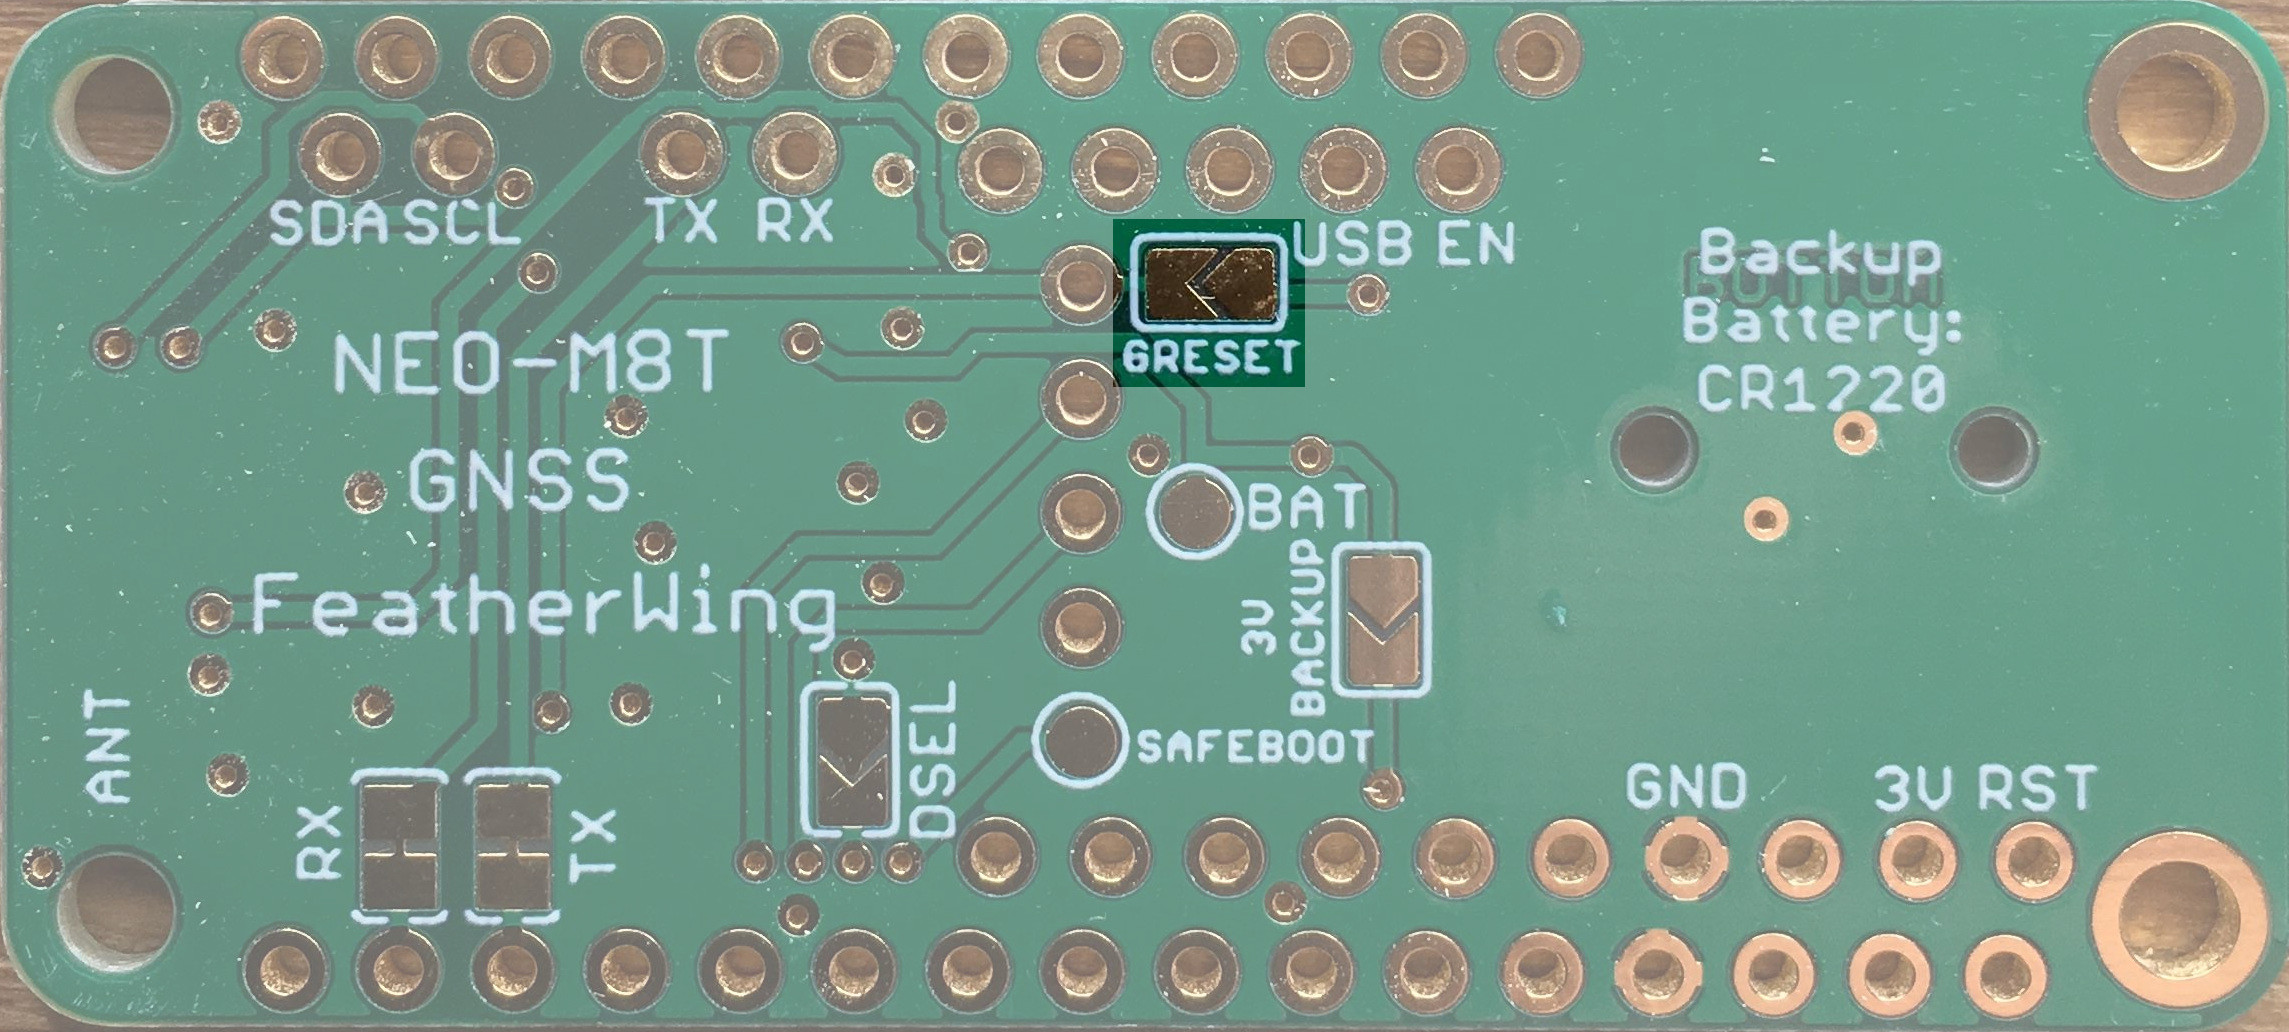 SDA SCL
TX RX
USB EN
GRESET
Backup
Battery:
CR1220
NEO-M8T
GNSS
FeatherWing
BAT
3V
BACKUP
ANT
DSEL
SAFEBOOT
RX
TX
GND
3V RST